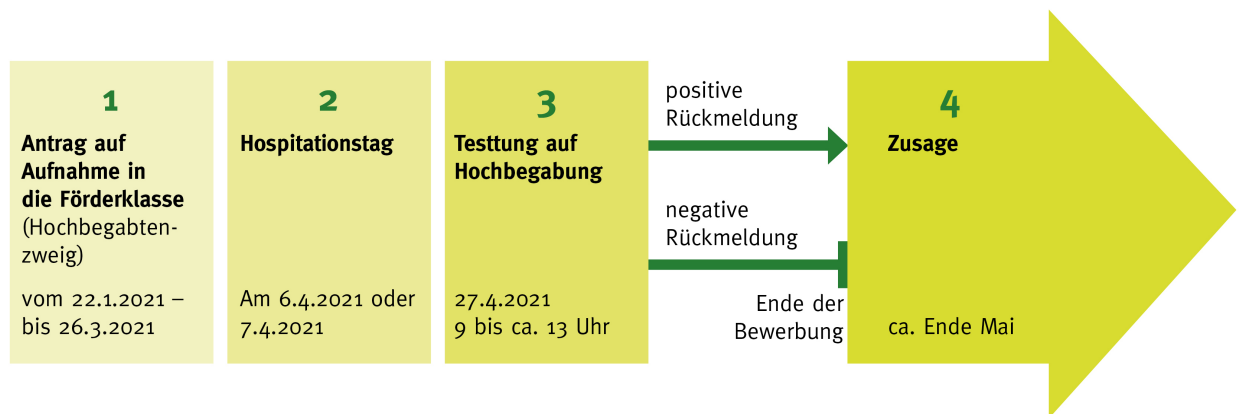 1
Antrag auf
Aufnahme in
die Förderklasse
(Hochbegabten-
zweig)
vom 22.1.2021 –
bis 26.3.2021
2
Hospitationstag
Am 6.4.2021 oder
7.4.2021
3
Testtung auf
Hochbegabung
27.4.2021
9 bis ca. 13 Uhr
positive
Rückmeldung
negative
Rückmeldung
Ende der
Bewerbung
4
Zusage
ca. Ende Mai